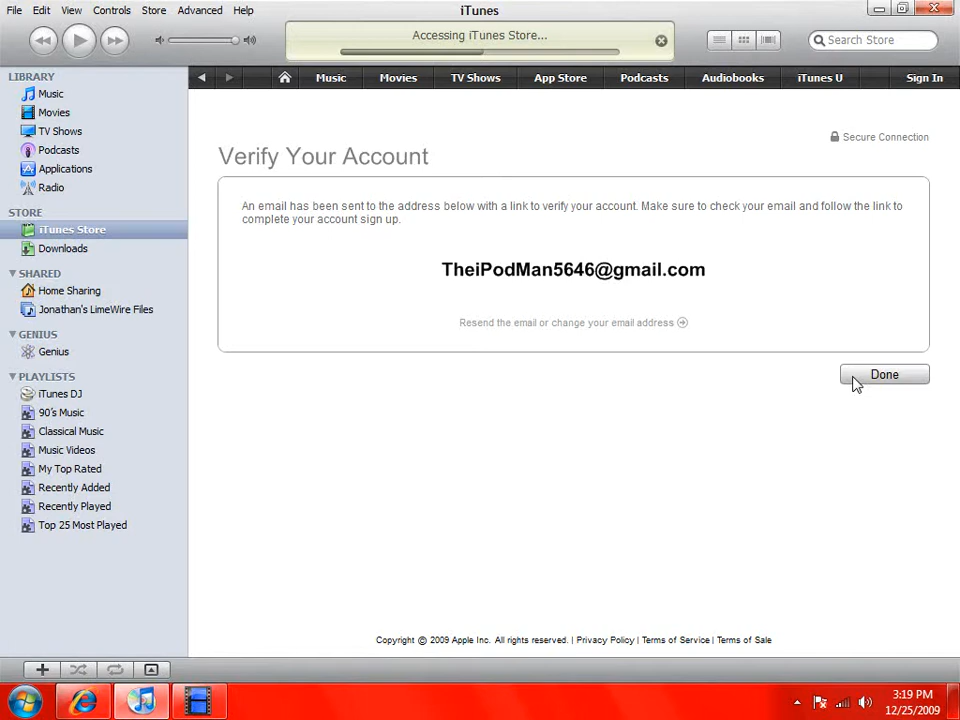 File Edit View Controls Store Advanced Help
iTunes
Accessing iTunes Store...
Search Store
Music Movies TV Shows App Store Podcasts Audiobooks iTunes U Sign In
LIBRARY
Music
Movies
TV Shows
Podcasts
Applications
Radio
STORE
iTunes Store
Downloads
SHARED
Home Sharing
Jonathan's LimeWire Files
GENIUS
Genius
PLAYLISTS
iTunes DJ
90's Music
Classical Music
Music Videos
My Top Rated
Recently Added
Recently Played
Top 25 Most Played
Secure Connection
Verify Your Account
An email has been sent to the address below with a link to verify your account. Make sure to check your email and follow the link to
complete your account sign up.
TheiPodMan5646@gmail.com
Resend the email or change your email address
Done
Copyright © 2009 Apple Inc. All rights reserved. | Privacy Policy | Terms of Service | Terms of Sale
3:19 PM
12/25/2009